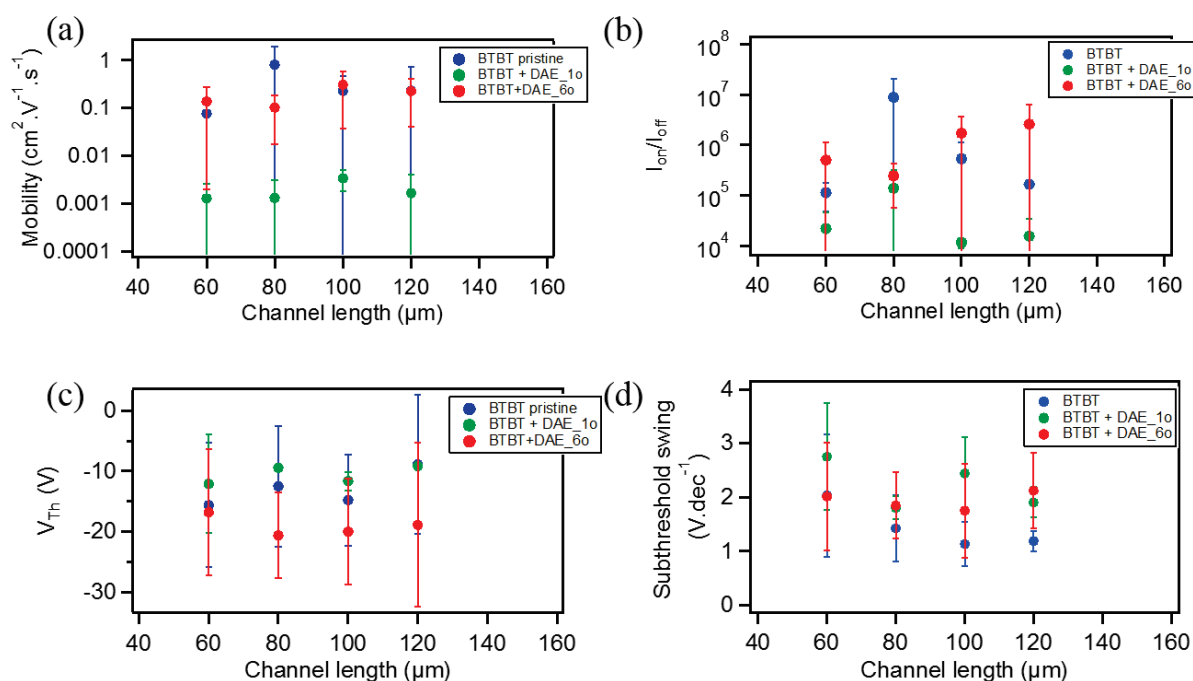 (a)
BTBT pristine
BTBT + DAE_1o
BTBT+DAE_6o
Mobility (cm².V⁻¹.s⁻¹)
1
0.1
0.01
0.001
0.0001
40 60 80 100 120 140 160
Channel length (µm)
(b)
BTBT
BTBT + DAE_1o
BTBT + DAE_6o
I_on/I_off
10⁸
10⁷
10⁶
10⁵
10⁴
40 60 80 100 120 140 160
Channel length (µm)
(c)
BTBT pristine
BTBT + DAE_1o
BTBT+DAE_6o
V_Th (V)
0
-10
-20
-30
40 60 80 100 120 140 160
Channel length (µm)
(d)
BTBT
BTBT + DAE_1o
BTBT + DAE_6o
Subthreshold swing
(V.dec⁻¹)
4
3
2
1
0
40 60 80 100 120 140 160
Channel length (µm)